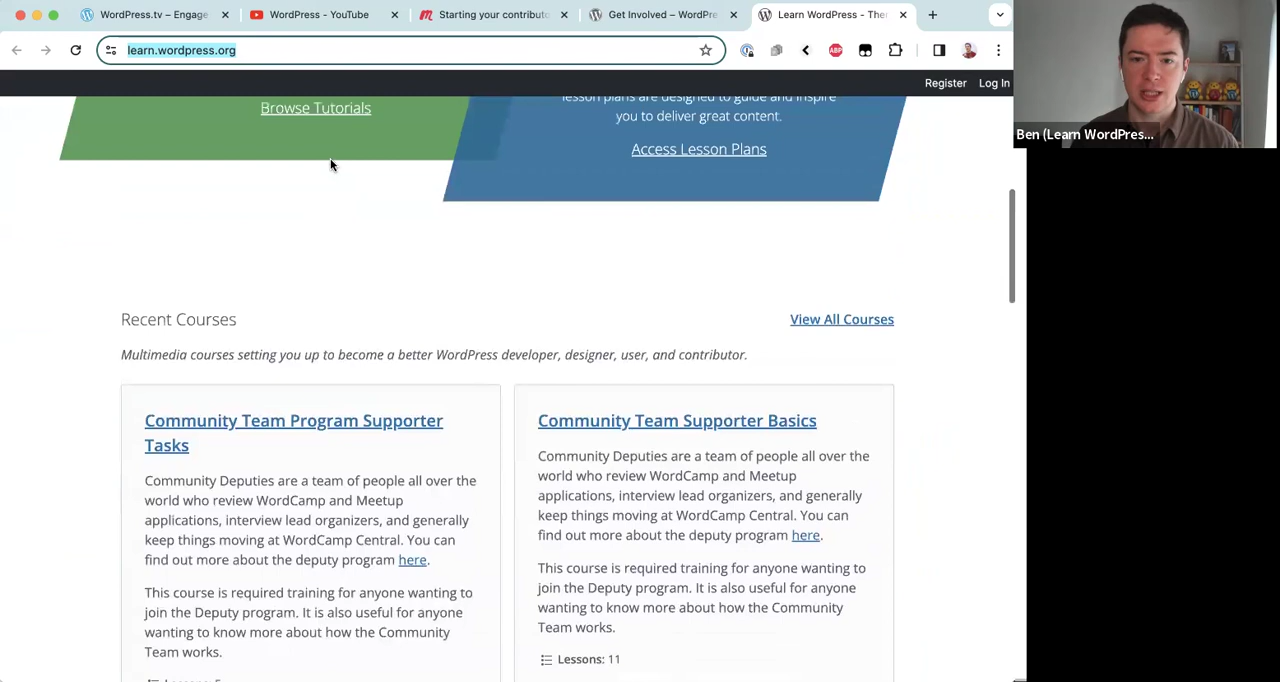 WordPress.tv – Engage
WordPress - YouTube
Starting your contributo
Get Involved – WordPre
Learn WordPress - Ther
learn.wordpress.org
ABP
Register Log In
Browse Tutorials
lesson plans are designed to guide and inspire
you to deliver great content.
Access Lesson Plans
Ben (Learn WordPres...
Recent Courses
View All Courses
Multimedia courses setting you up to become a better WordPress developer, designer, user, and contributor.
Community Team Program Supporter
Tasks
Community Deputies are a team of people all over the
world who review WordCamp and Meetup
applications, interview lead organizers, and generally
keep things moving at WordCamp Central. You can
find out more about the deputy program here.
This course is required training for anyone wanting to
join the Deputy program. It is also useful for anyone
wanting to know more about how the Community
Team works.
Community Team Supporter Basics
Community Deputies are a team of people all over the
world who review WordCamp and Meetup
applications, interview lead organizers, and generally
keep things moving at WordCamp Central. You can
find out more about the deputy program here.
This course is required training for anyone wanting to
join the Deputy program. It is also useful for anyone
wanting to know more about how the Community
Team works.
Lessons: 11